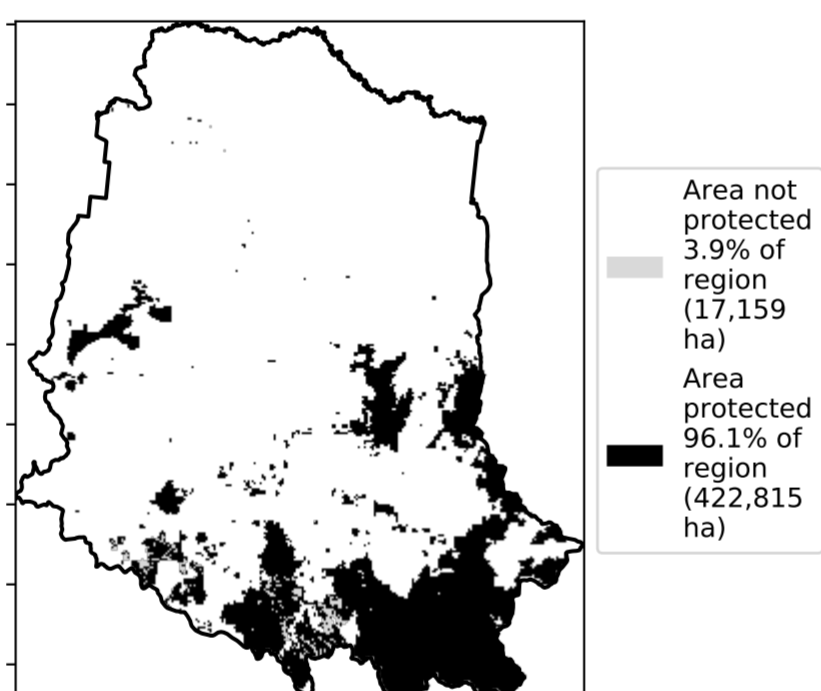 Area not
protected
3.9% of
region
(17,159
ha)
Area
protected
96.1% of
region
(422,815
ha)